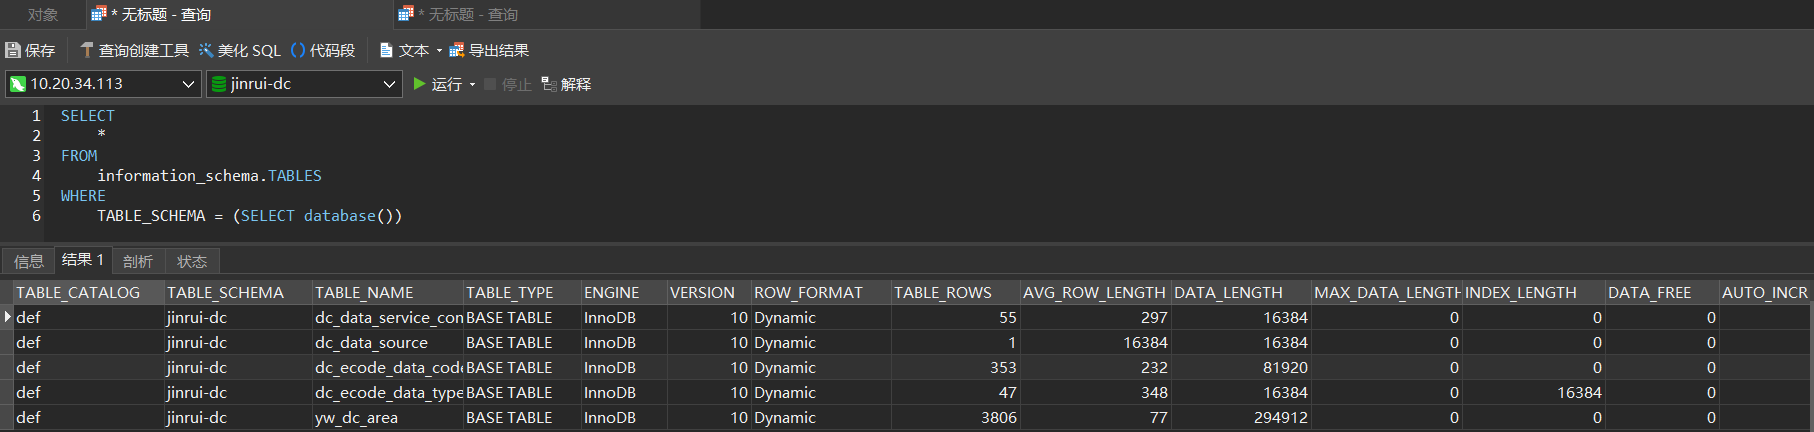 对象 * 无标题 - 查询 * 无标题 - 查询
保存 查询创建工具 美化 SQL () 代码段 文本 导出结果
10.20.34.113 jinrui-dc 运行 停止 解释
1 SELECT
2 *
3 FROM
4 information_schema.TABLES
5 WHERE
6 TABLE_SCHEMA = (SELECT database())
信息 结果 1 剖析 状态
TABLE_CATALOG TABLE_SCHEMA TABLE_NAME TABLE_TYPE ENGINE VERSION ROW_FORMAT TABLE_ROWS AVG_ROW_LENGTH DATA_LENGTH MAX_DATA_LENGTH INDEX_LENGTH DATA_FREE AUTO_INCR
def jinrui-dc dc_data_service_con BASE TABLE InnoDB 10 Dynamic 55 297 16384 0 0 0
def jinrui-dc dc_data_source BASE TABLE InnoDB 10 Dynamic 1 16384 16384 0 0 0
def jinrui-dc dc_ecode_data_code BASE TABLE InnoDB 10 Dynamic 353 232 81920 0 0 0
def jinrui-dc dc_ecode_data_type BASE TABLE InnoDB 10 Dynamic 47 348 16384 0 16384 0
def jinrui-dc yw_dc_area BASE TABLE InnoDB 10 Dynamic 3806 77 294912 0 0 0